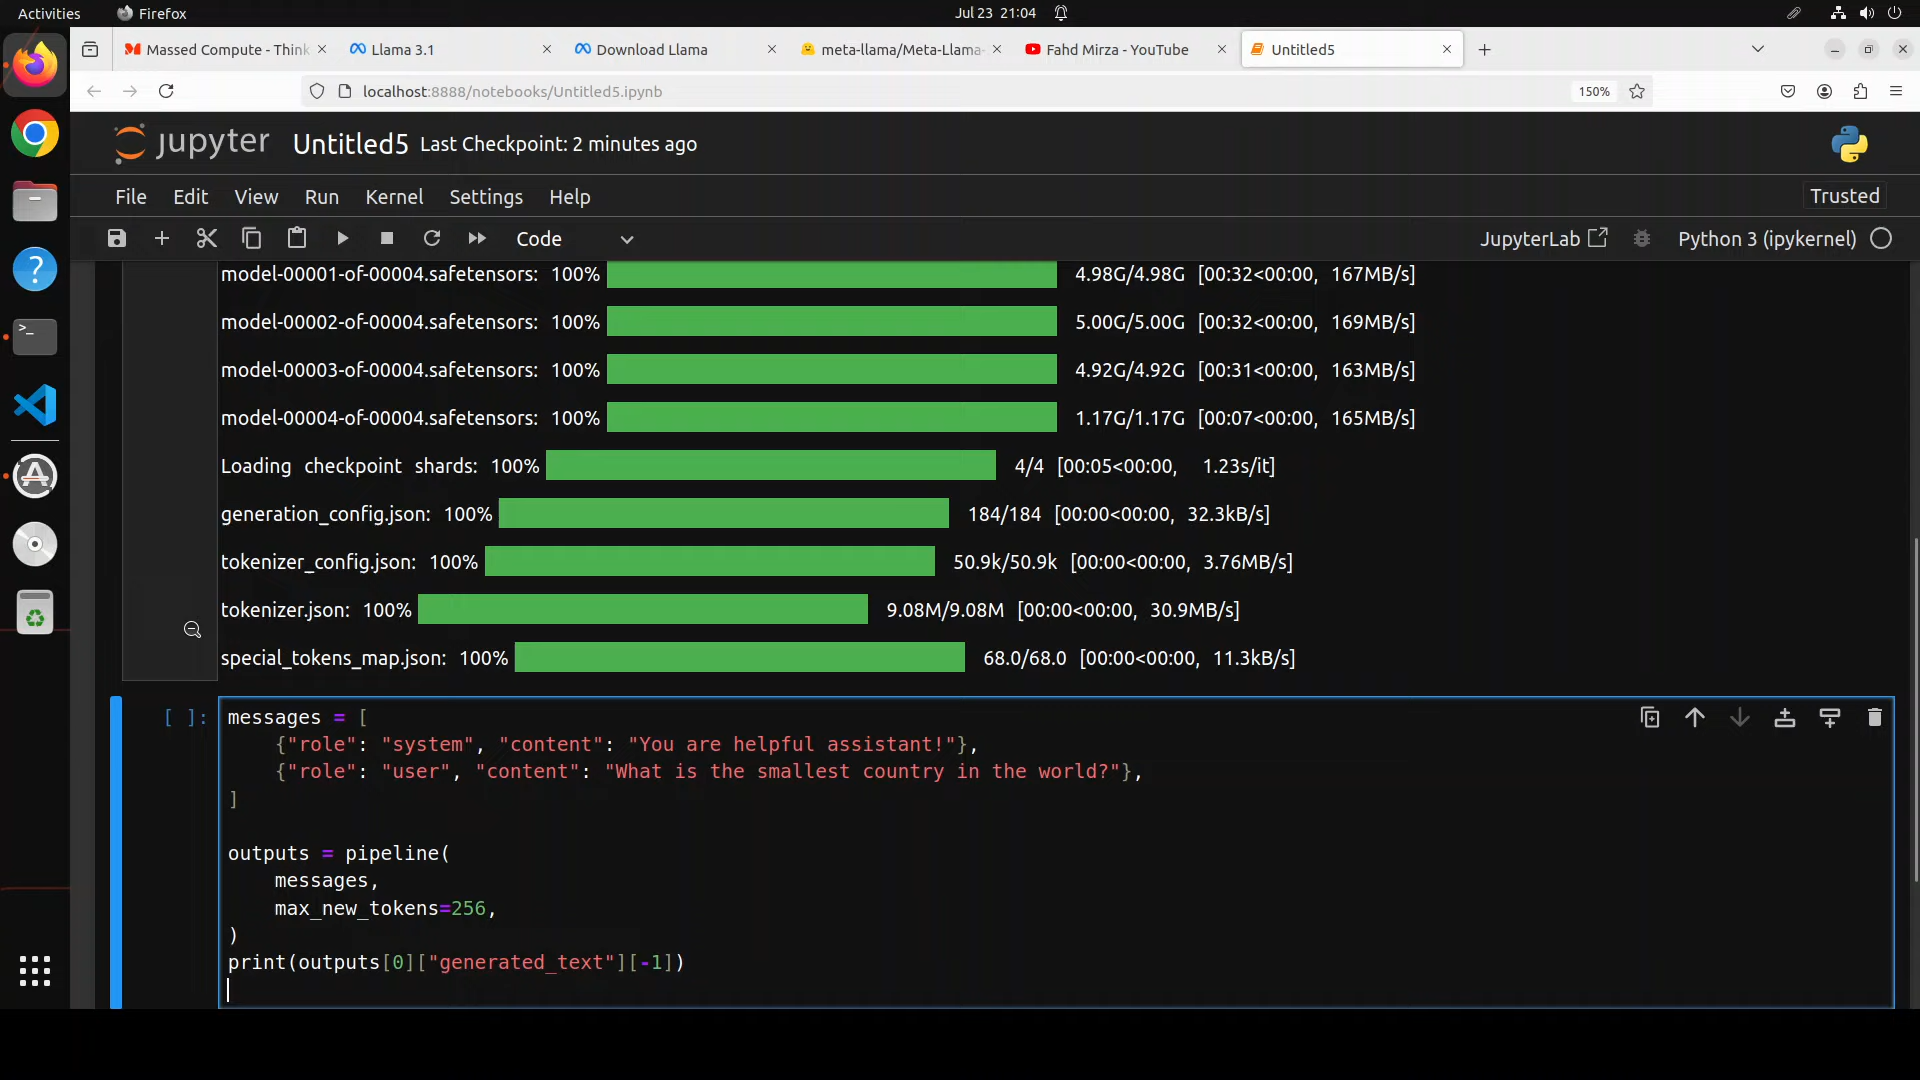 Activities
Firefox
Jul 23 21:04
Massed Compute - Think
Llama 3.1
Download Llama
meta-llama/Meta-Llama-
Fahd Mirza - YouTube
Untitled5
localhost:8888/notebooks/Untitled5.ipynb
150%
jupyter Untitled5 Last Checkpoint: 2 minutes ago
File Edit View Run Kernel Settings Help
Trusted
Code
JupyterLab
Python 3 (ipykernel)
model-00001-of-00004.safetensors: 100% 4.98G/4.98G [00:32<00:00, 167MB/s]
model-00002-of-00004.safetensors: 100% 5.00G/5.00G [00:32<00:00, 169MB/s]
model-00003-of-00004.safetensors: 100% 4.92G/4.92G [00:31<00:00, 163MB/s]
model-00004-of-00004.safetensors: 100% 1.17G/1.17G [00:07<00:00, 165MB/s]
Loading checkpoint shards: 100% 4/4 [00:05<00:00, 1.23s/it]
generation_config.json: 100% 184/184 [00:00<00:00, 32.3kB/s]
tokenizer_config.json: 100% 50.9k/50.9k [00:00<00:00, 3.76MB/s]
tokenizer.json: 100% 9.08M/9.08M [00:00<00:00, 30.9MB/s]
special_tokens_map.json: 100% 68.0/68.0 [00:00<00:00, 11.3kB/s]
[ ]: messages = [
{"role": "system", "content": "You are helpful assistant!"},
{"role": "user", "content": "What is the smallest country in the world?"},
]
outputs = pipeline(
messages,
max_new_tokens=256,
)
print(outputs[0]["generated_text"][-1])